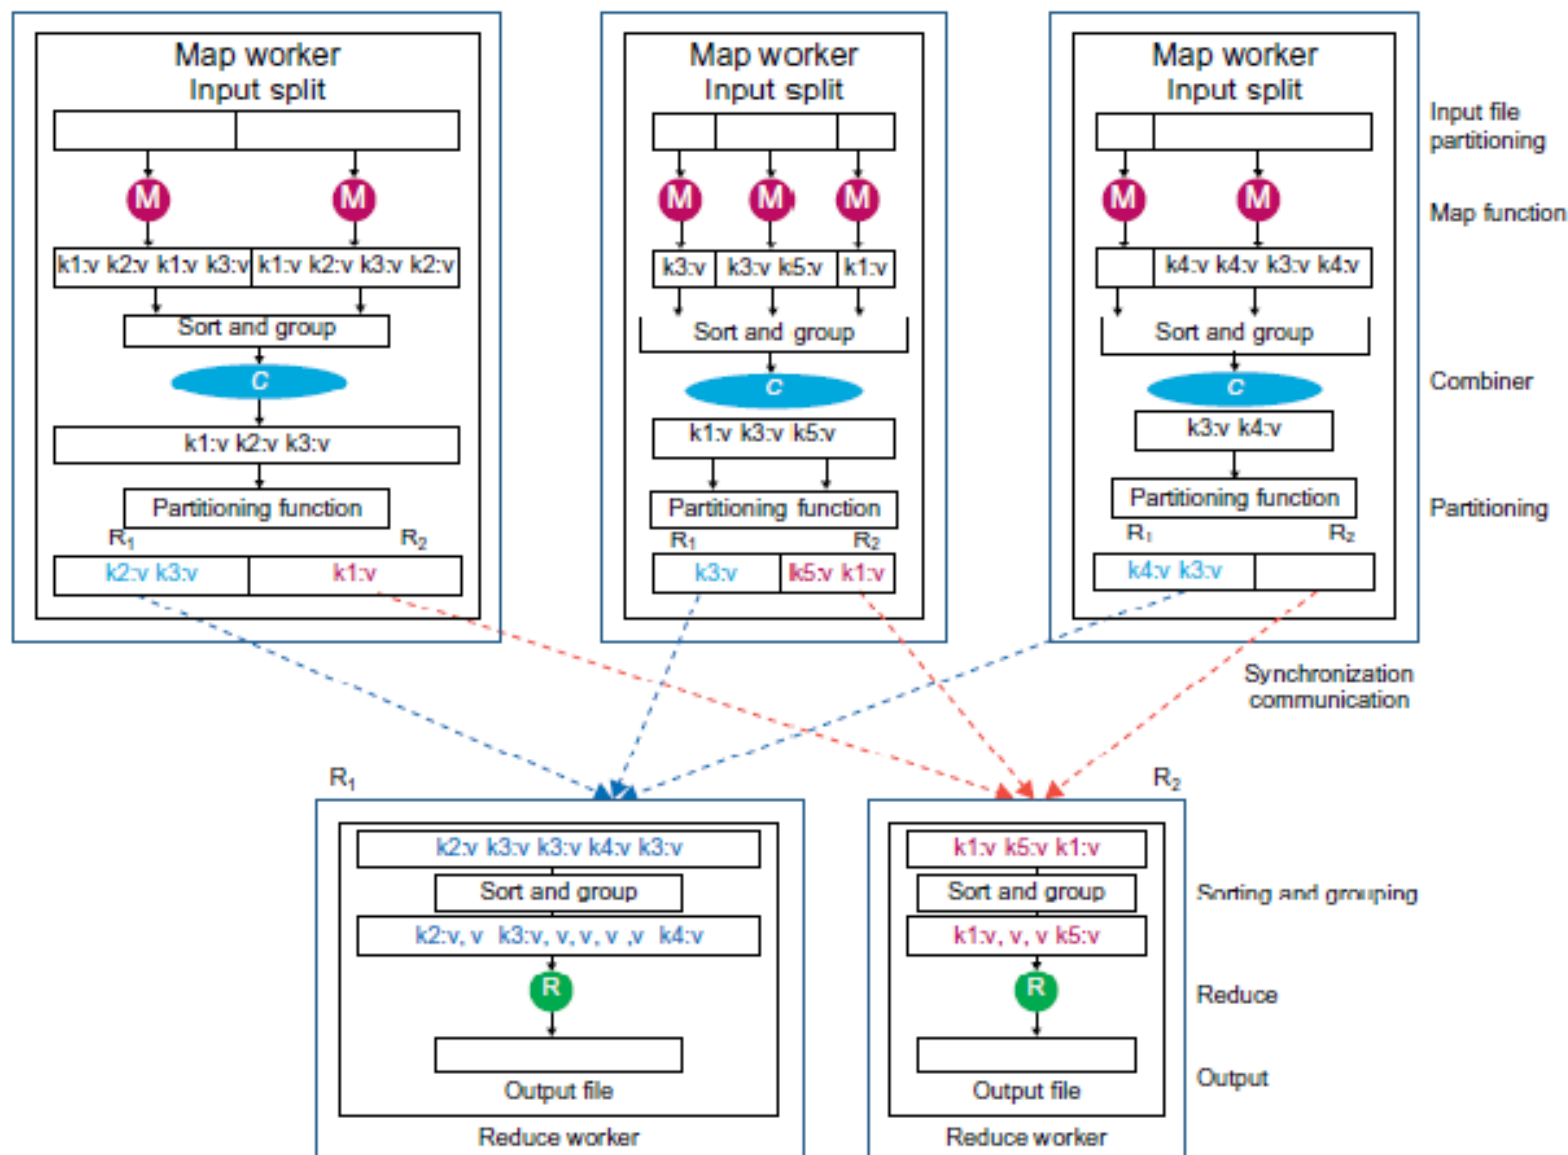 Map worker
Input split
M
M
k1:v k2:v k1:v k3:v
k1:v k2:v k3:v k2:v
Sort and group
C
k1:v k2:v k3:v
Partitioning function
R1
R2
k2:v k3:v
k1:v
Map worker
Input split
M
M
M
k3:v
k3:v k5:v
k1:v
Sort and group
C
k1:v k3:v k5:v
Partitioning function
R1
R2
k3:v
k5:v k1:v
Map worker
Input split
M
M
k4:v k4:v k3:v k4:v
Sort and group
C
k3:v k4:v
Partitioning function
R1
R2
k4:v k3:v
Input file
partitioning
Map function
Combiner
Partitioning
Synchronization
communication
R1
k2:v k3:v k3:v k4:v k3:v
Sort and group
k2:v, v k3:v, v, v, v ,v k4:v
R
Output file
Reduce worker
R2
k1:v k5:v k1:v
Sort and group
k1:v, v, v k5:v
R
Output file
Reduce worker
Sorting and grouping
Reduce
Output